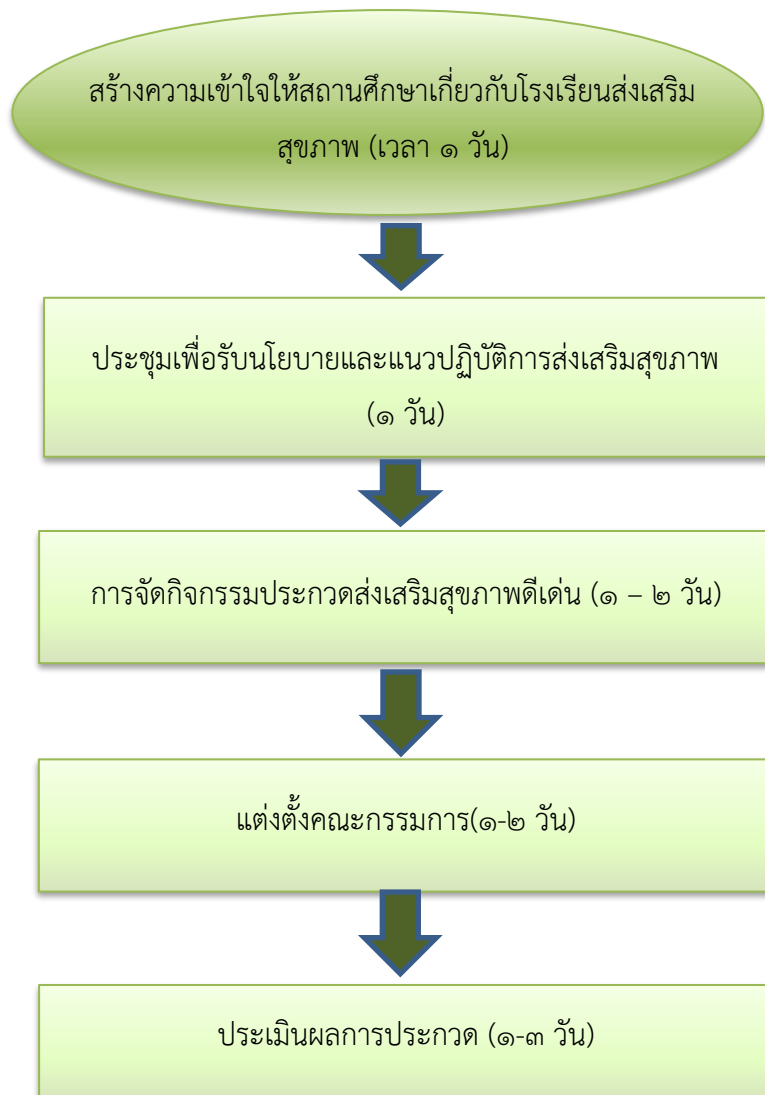 สร้างความเข้าใจให้สถานศึกษาเกี่ยวกับโรงเรียนส่งเสริม
สุขภาพ (เวลา ๑ วัน)
ประชุมเพื่อรับนโยบายและแนวปฏิบัติการส่งเสริมสุขภาพ
(๑ วัน)
การจัดกิจกรรมประกวดส่งเสริมสุขภาพดีเด่น (๑ – ๒ วัน)
แต่งตั้งคณะกรรมการ(๑-๒ วัน)
ประเมินผลการประกวด (๑-๓ วัน)